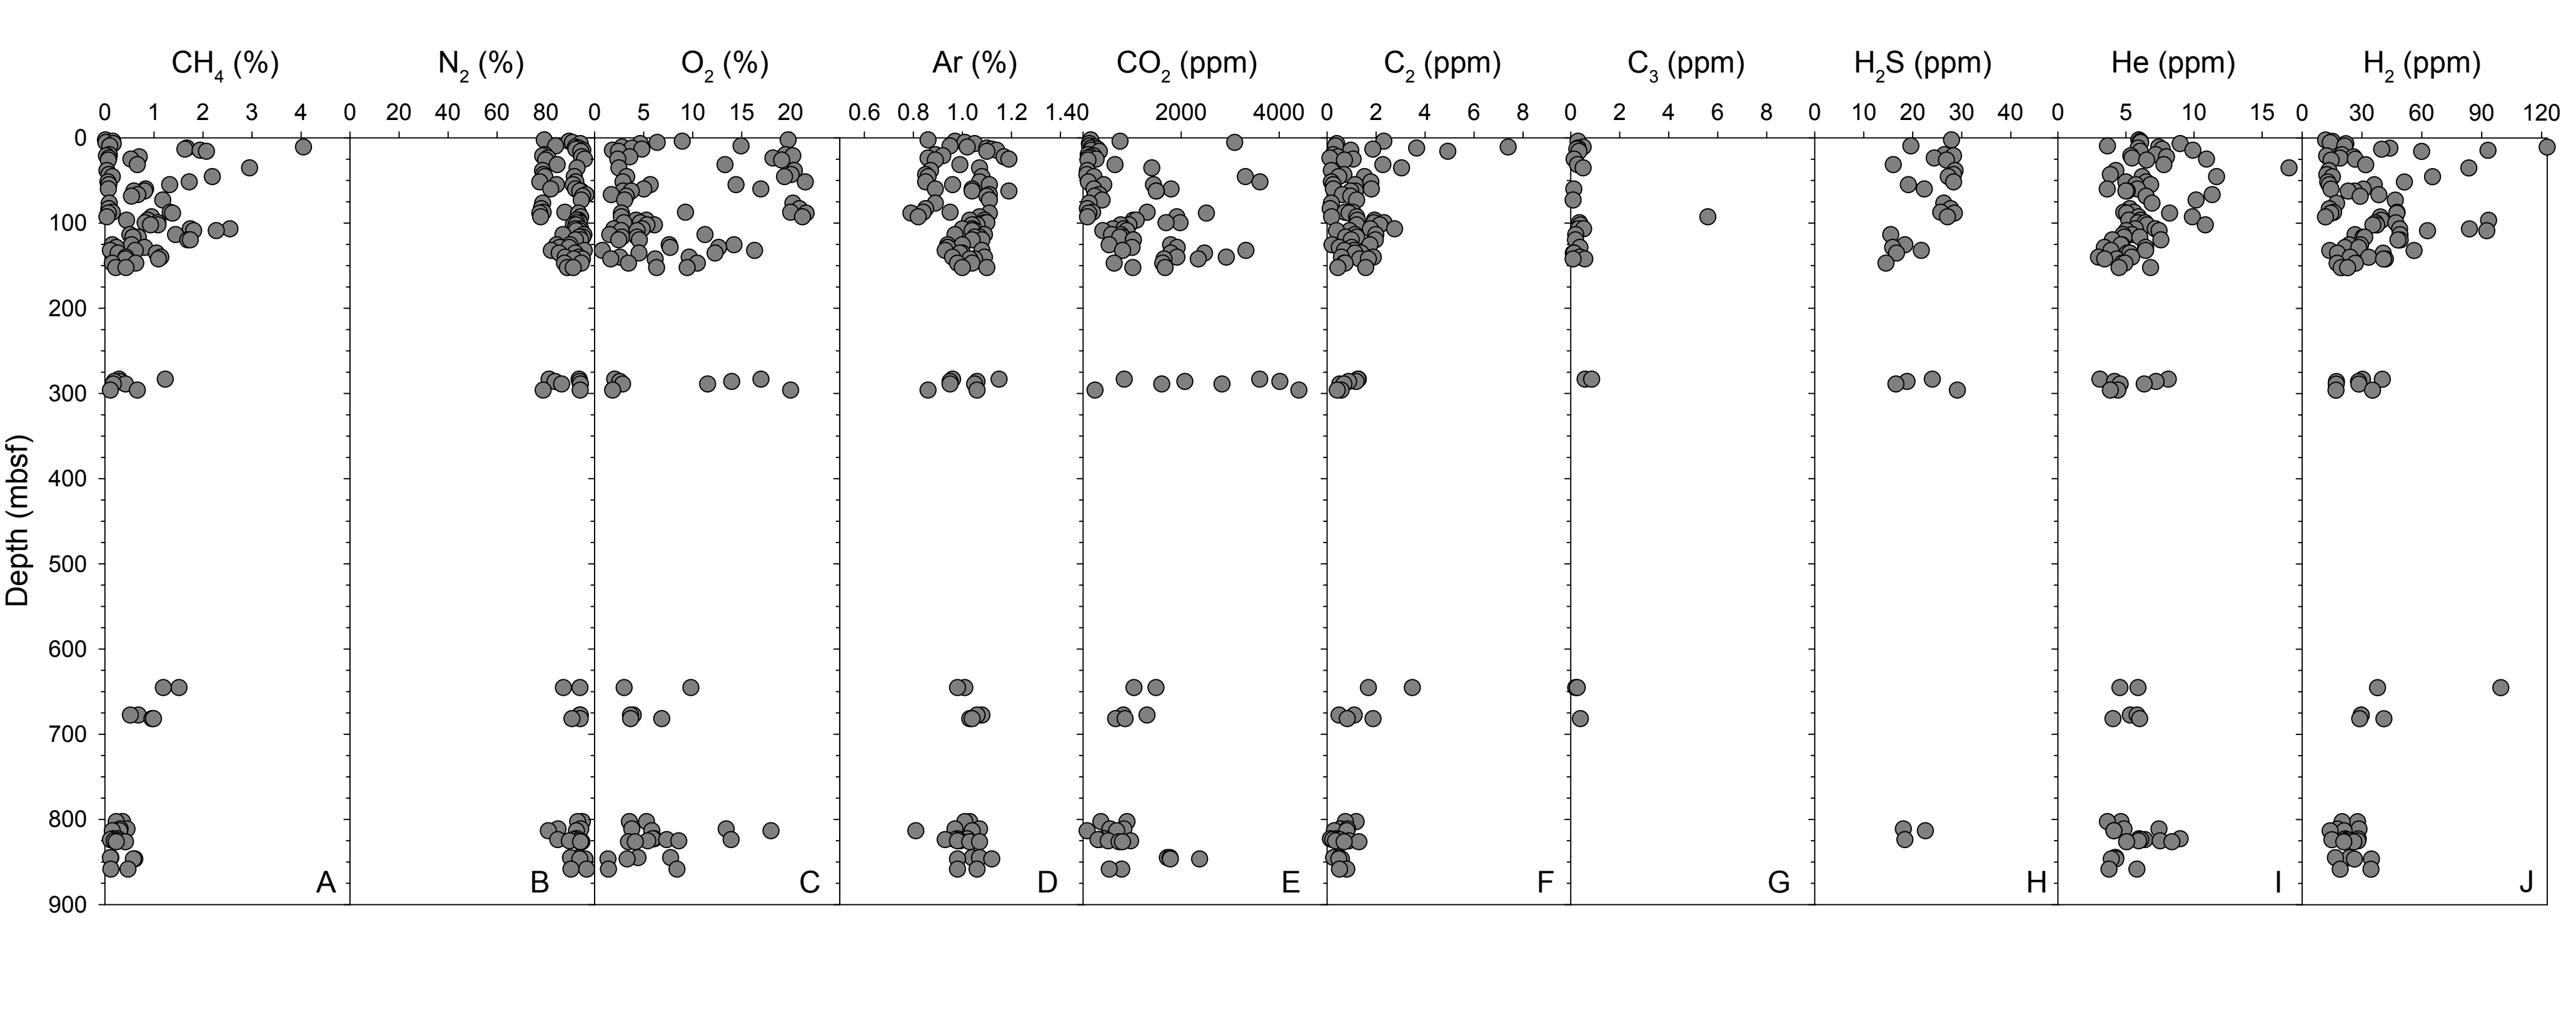 CH4 (%) N2 (%) O2 (%) Ar (%) CO2 (ppm) C2 (ppm) C3 (ppm) H2S (ppm) He (ppm) H2 (ppm)
0 1 2 3 4 0 20 40 60 80 0 5 10 15 20 0.6 0.8 1.0 1.2 1.40 2000 4000 0 2 4 6 8 0 2 4 6 8 0 10 20 30 40 0 5 10 15 0 30 60 90 120
0
100
200
300
400
500
600
700
800
900
Depth (mbsf)
A B C D E F G H I J